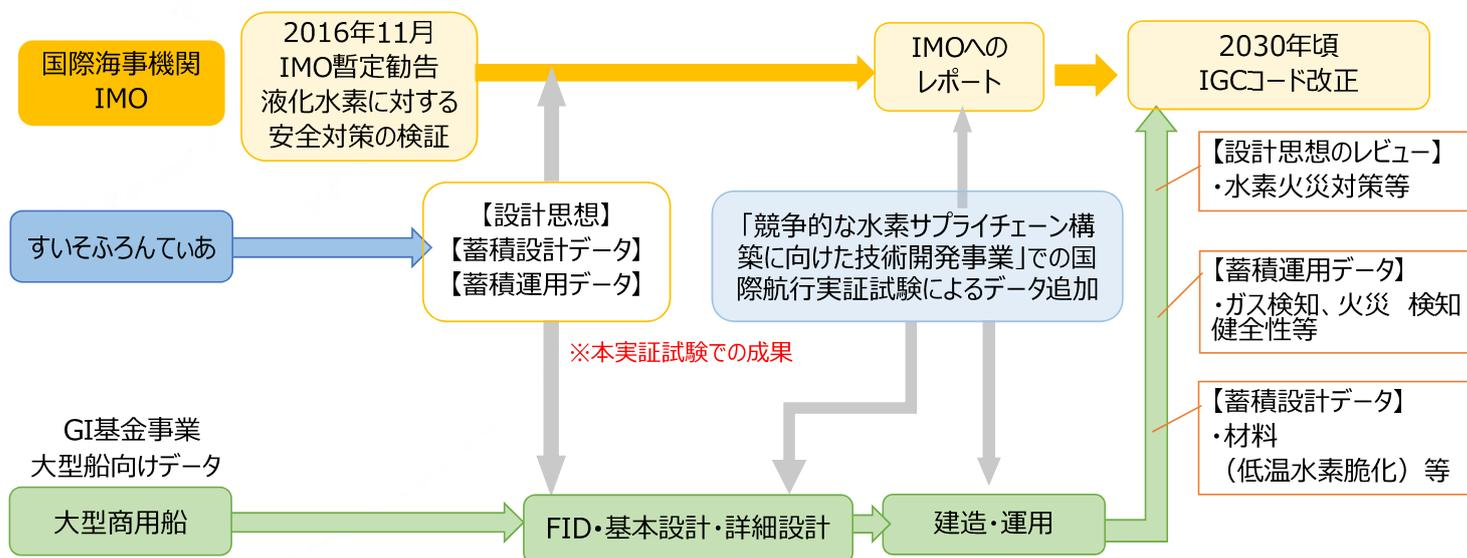 国際海事機関
IMO
2016年11月
IMO暫定勧告
液化水素に対する
安全対策の検証
IMOへの
レポート
2030年頃
IGCコード改正
【設計思想のレビュー】
・水素火災対策等
すいそふろんてぃあ
【設計思想】
【蓄積設計データ】
【蓄積運用データ】
「競争的な水素サプライチェーン構
築に向けた技術開発事業」での国
際航行実証試験によるデータ追加
【蓄積運用データ】
・ガス検知、火災 検知
健全性等
※本実証試験での成果
【蓄積設計データ】
・材料
（低温水素脆化）等
GI基金事業
大型船向けデータ
大型商用船
FID・基本設計・詳細設計
建造・運用